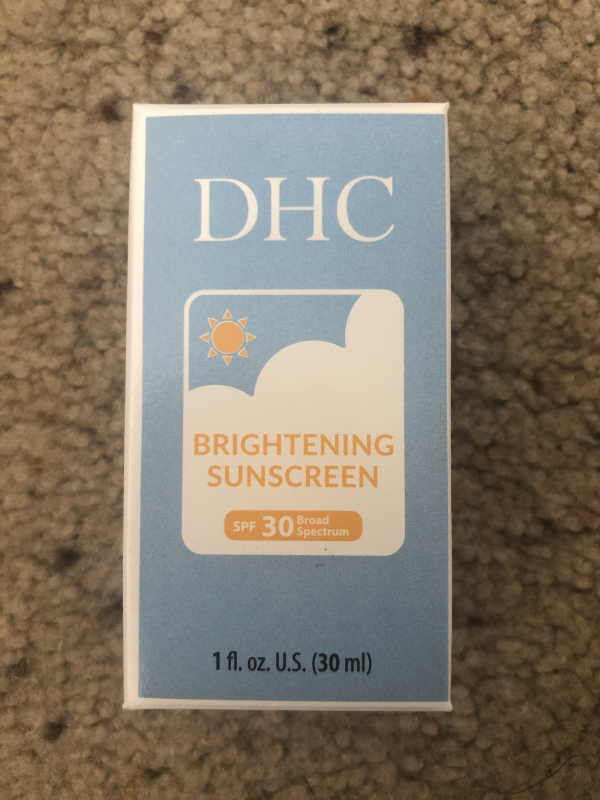 DHC
BRIGHTENING
SUNSCREEN
SPF 30 Broad
Spectrum
1 fl. oz. U.S. (30 ml)